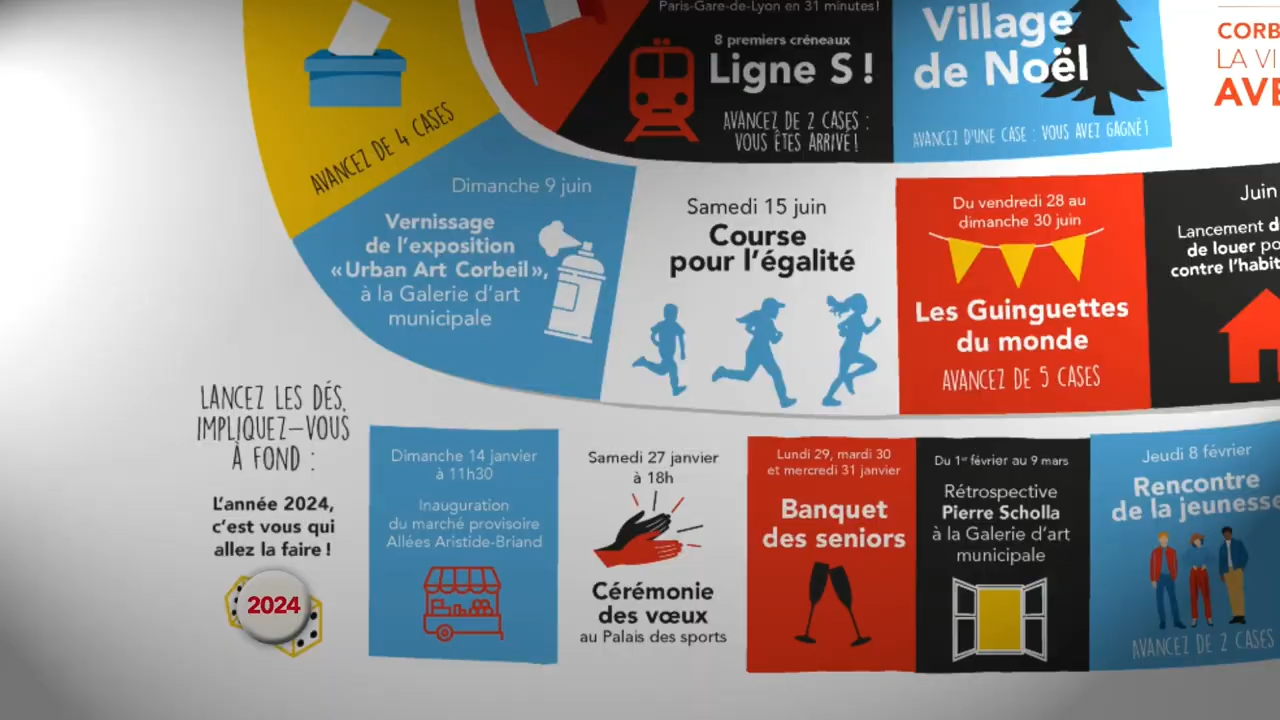 Paris-Gare-de-Lyon en 31 minutes!
8 premiers créneaux
Ligne S !
AVANCEZ DE 2 CASES :
VOUS ÊTES ARRIVÉ !
Village
de Noël
AVANCEZ D'UNE CASE : VOUS AVEZ GAGNÉ !
CORB
LA VI
AVE
AVANCEZ DE 4 CASES
Dimanche 9 juin
Vernissage
de l'exposition
« Urban Art Corbeil »,
à la Galerie d'art
municipale
Samedi 15 juin
Course
pour l'égalité
Du vendredi 28 au
dimanche 30 juin
Les Guinguettes
du monde
AVANCEZ DE 5 CASES
Juin
Lancement d
de louer po
contre l'habit
LANCEZ LES DÉS,
IMPLIQUEZ-VOUS
À FOND :
L'année 2024,
c'est vous qui
allez la faire !
2024
Dimanche 14 janvier
à 11h30
Inauguration
du marché provisoire
Allées Aristide-Briand
Samedi 27 janvier
à 18h
Cérémonie
des vœux
au Palais des sports
Lundi 29, mardi 30
et mercredi 31 janvier
Banquet
des seniors
Du 1er février au 9 mars
Rétrospective
Pierre Scholla
à la Galerie d'art
municipale
Jeudi 8 février
Rencontre
de la jeunesse
AVANCEZ DE 2 CASES